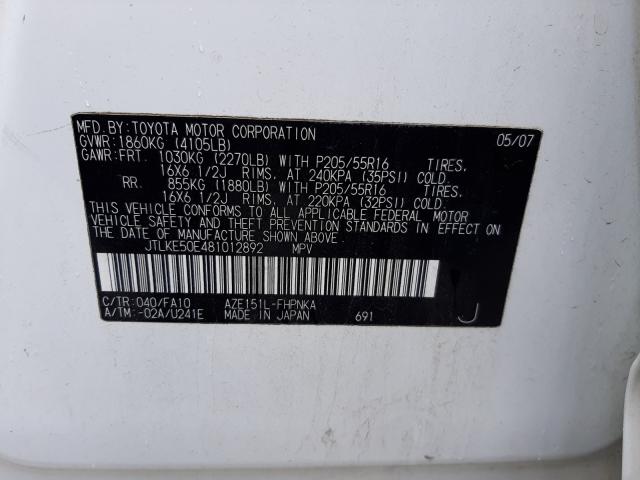 MFD. BY: TOYOTA MOTOR CORPORATION 05/07
GVWR: 1860KG (4105LB)
GAWR: FRT. 1030KG (2270LB) WITH P205/55R16 TIRES,
16X6 1/2J RIMS, AT 240KPA (35PSI) COLD.
RR. 855KG (1880LB) WITH P205/55R16 TIRES,
16X6 1/2J RIMS, AT 220KPA (32PSI) COLD.
THIS VEHICLE CONFORMS TO ALL APPLICABLE FEDERAL MOTOR
VEHICLE SAFETY AND THEFT PREVENTION STANDARDS IN EFFECT
ON THE DATE OF MANUFACTURE SHOWN ABOVE.
JTLKE50E481012892 MPV
C/TR: 040/FA10 AZE151L-FHPNKA
A/TM: -02A/U241E MADE IN JAPAN 691 J